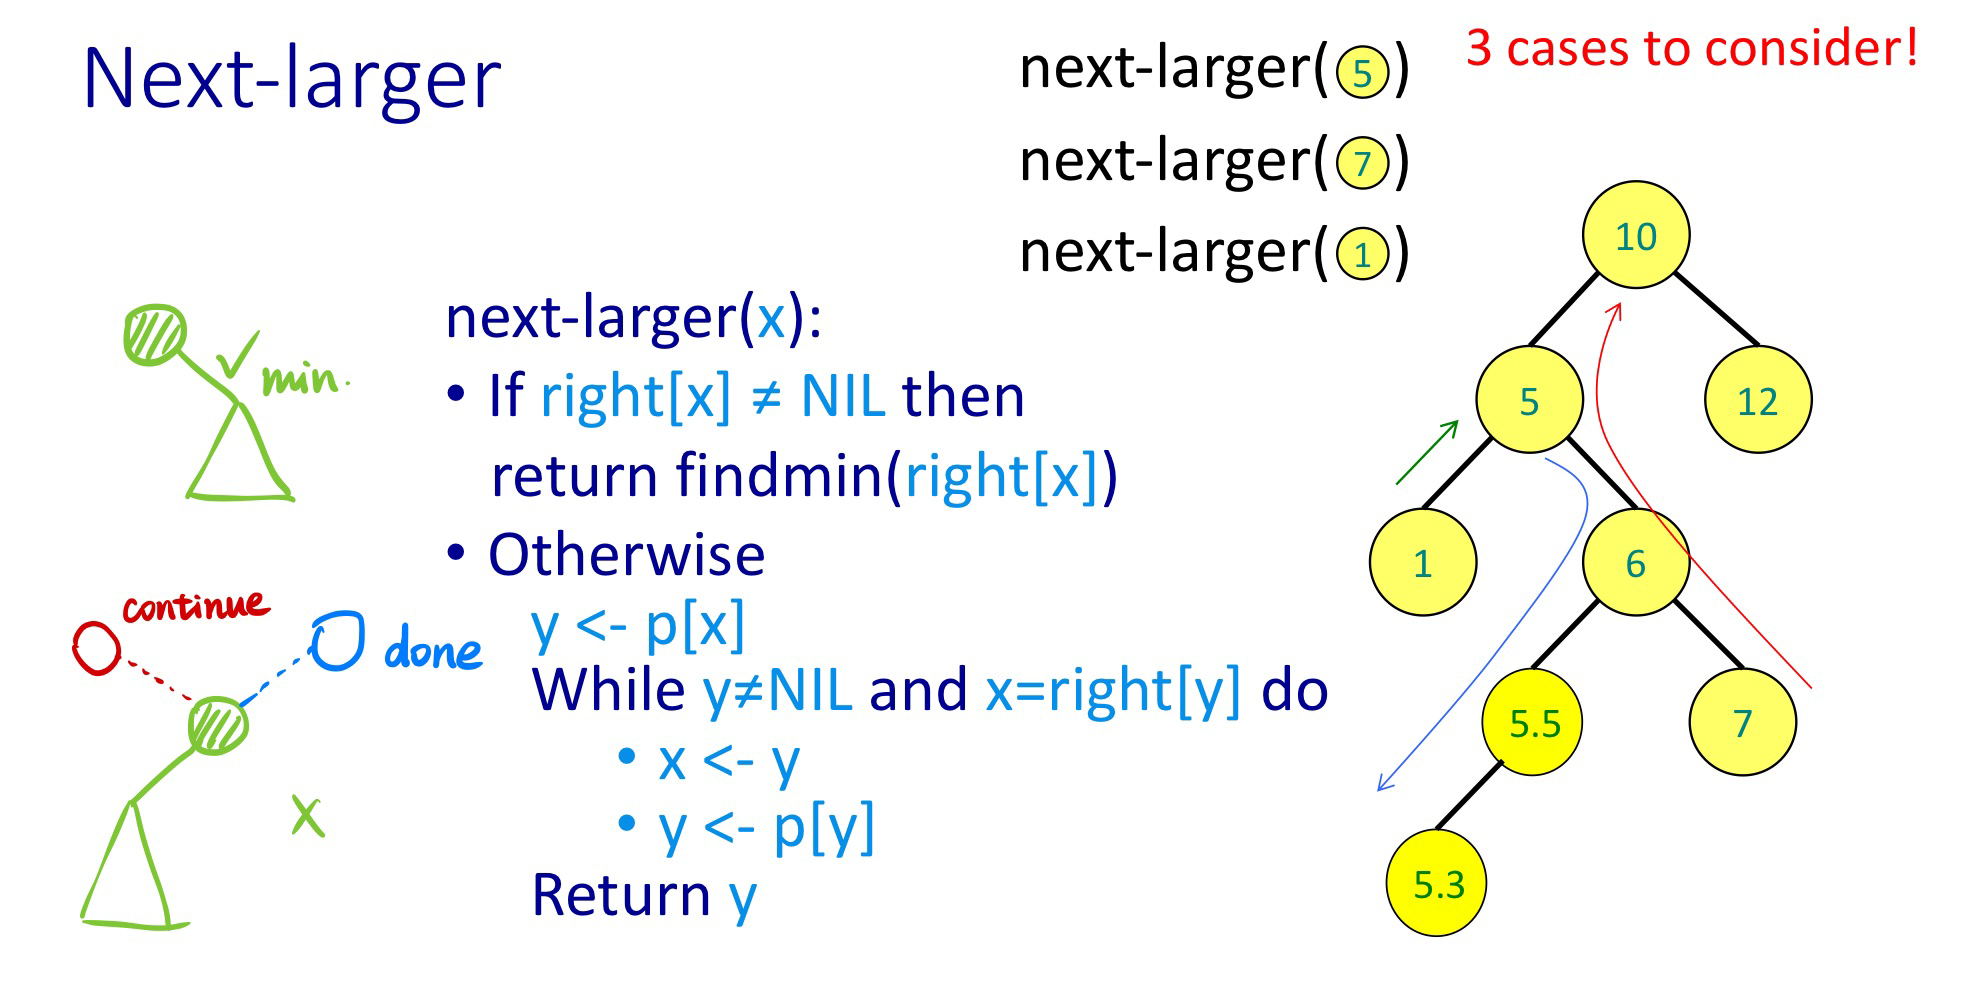 Next-larger
next-larger(5)
3 cases to consider!
next-larger(7)
next-larger(1)
next-larger(x):
• If right[x] ≠ NIL then
return findmin(right[x])
• Otherwise
y <- p[x]
While y≠NIL and x=right[y] do
• x <- y
• y <- p[y]
Return y
min.
continue
done
x
10
5
12
1
6
5.5
7
5.3